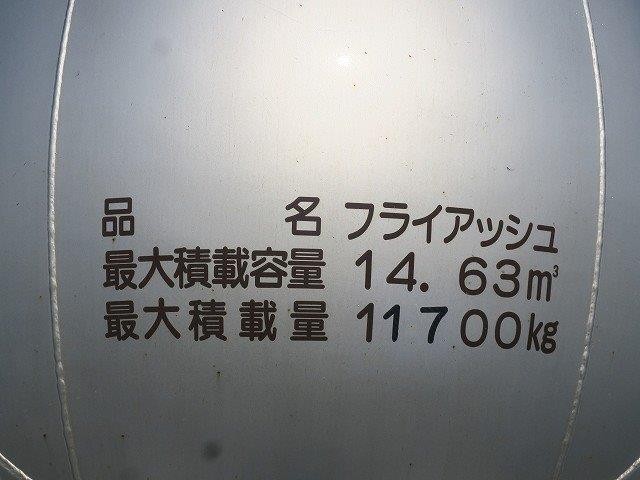 品名 フライアッシュ
最大積載容量 14.63m³
最大積載量 11700kg